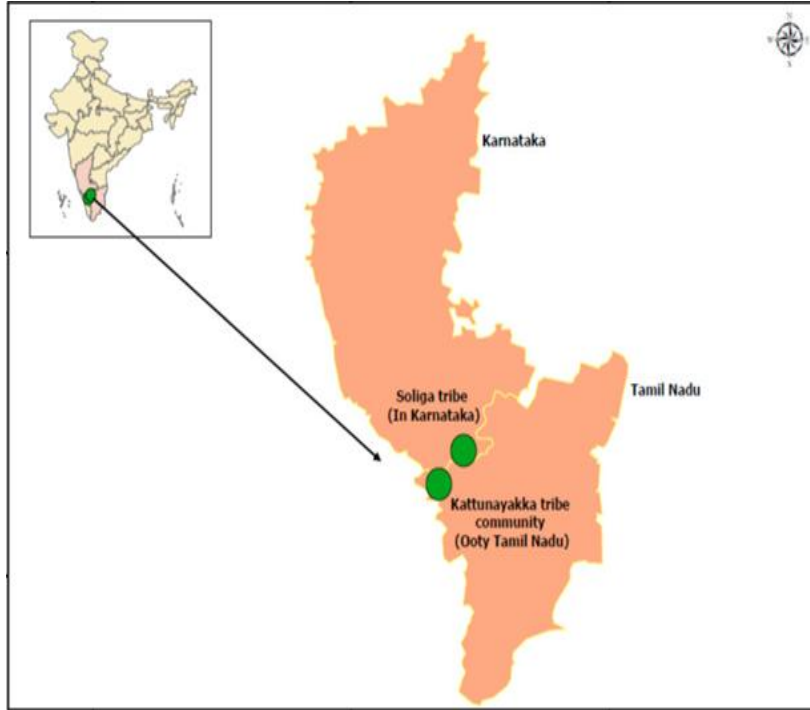 N
W
E
S
Karnataka
Soliga tribe
(In Karnataka)
Tamil Nadu
Kattunayakka tribe
community
(Ooty Tamil Nadu)